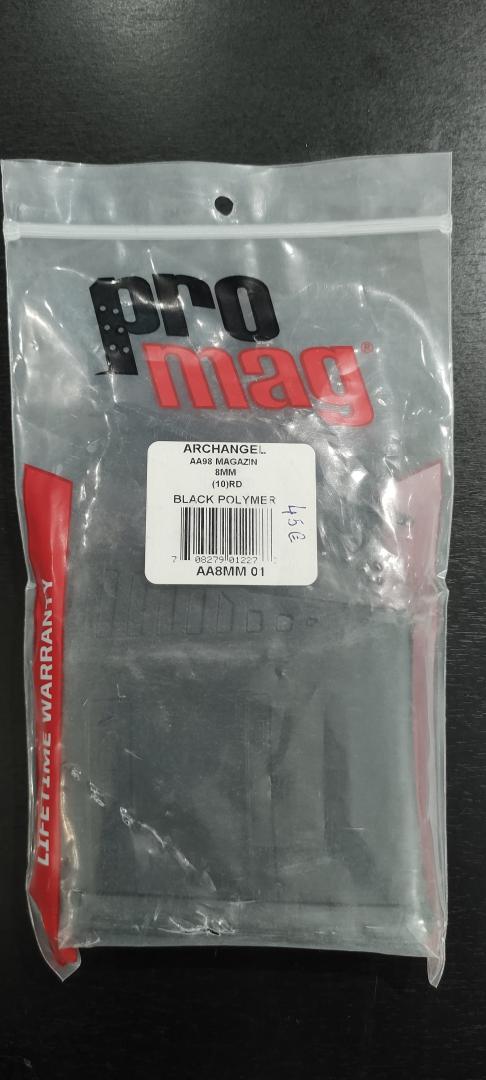 pro
mag®
ARCHANGEL
AA98 MAGAZIN
8MM
(10)RD
BLACK POLYMER
45€
7 08279 01227
AA8MM 01
LIFETIME WARRANTY